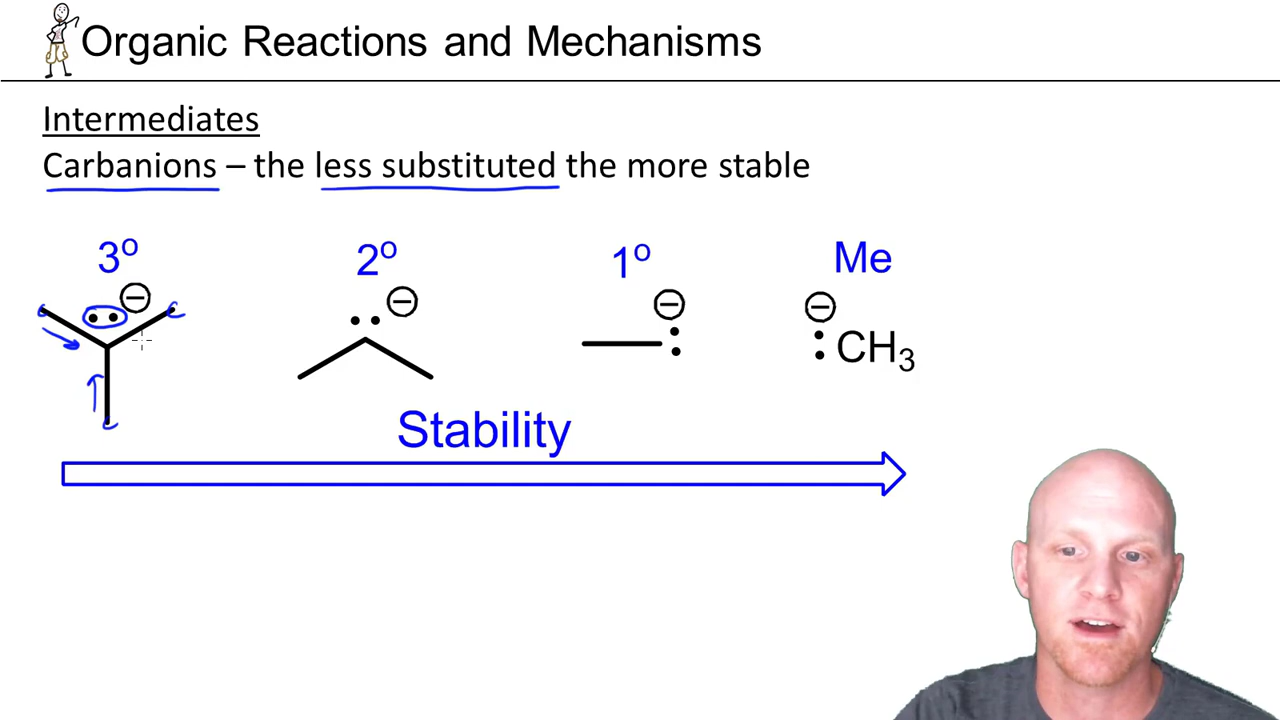 Organic Reactions and Mechanisms
Intermediates
Carbanions – the less substituted the more stable
3º 2º 1º Me
CH₃
Stability